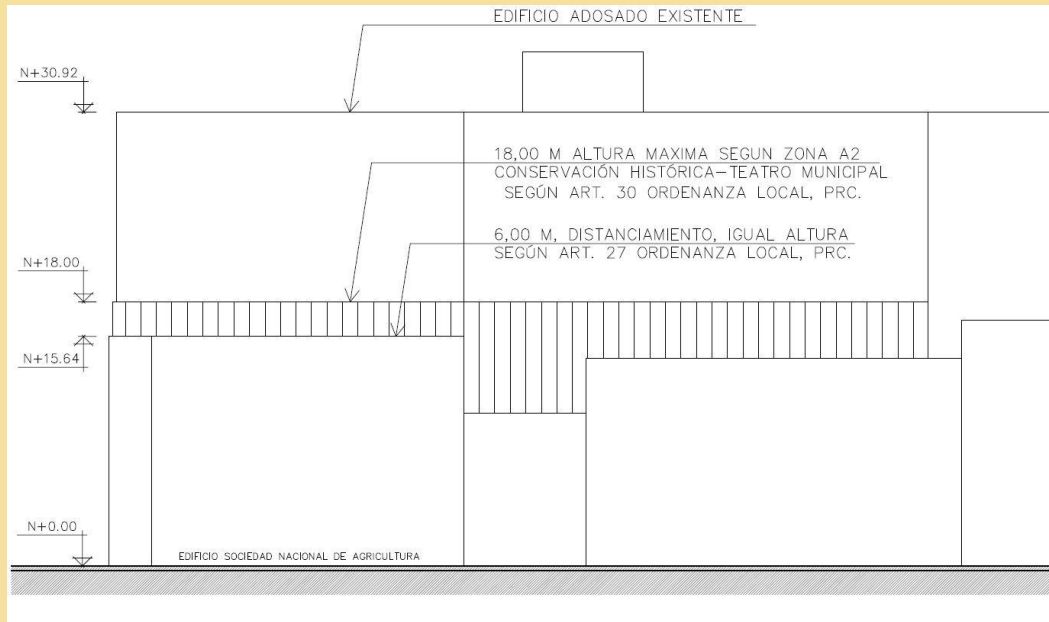 EDIFICIO ADOSADO EXISTENTE
N+30.92
18,00 M ALTURA MAXIMA SEGUN ZONA A2
CONSERVACIÓN HISTÓRICA-TEATRO MUNICIPAL
SEGÚN ART. 30 ORDENANZA LOCAL, PRC.
6,00 M, DISTANCIAMIENTO, IGUAL ALTURA
SEGÚN ART. 27 ORDENANZA LOCAL, PRC.
N+18.00
N+15.64
N+0.00
EDIFICIO SOCIEDAD NACIONAL DE AGRICULTURA